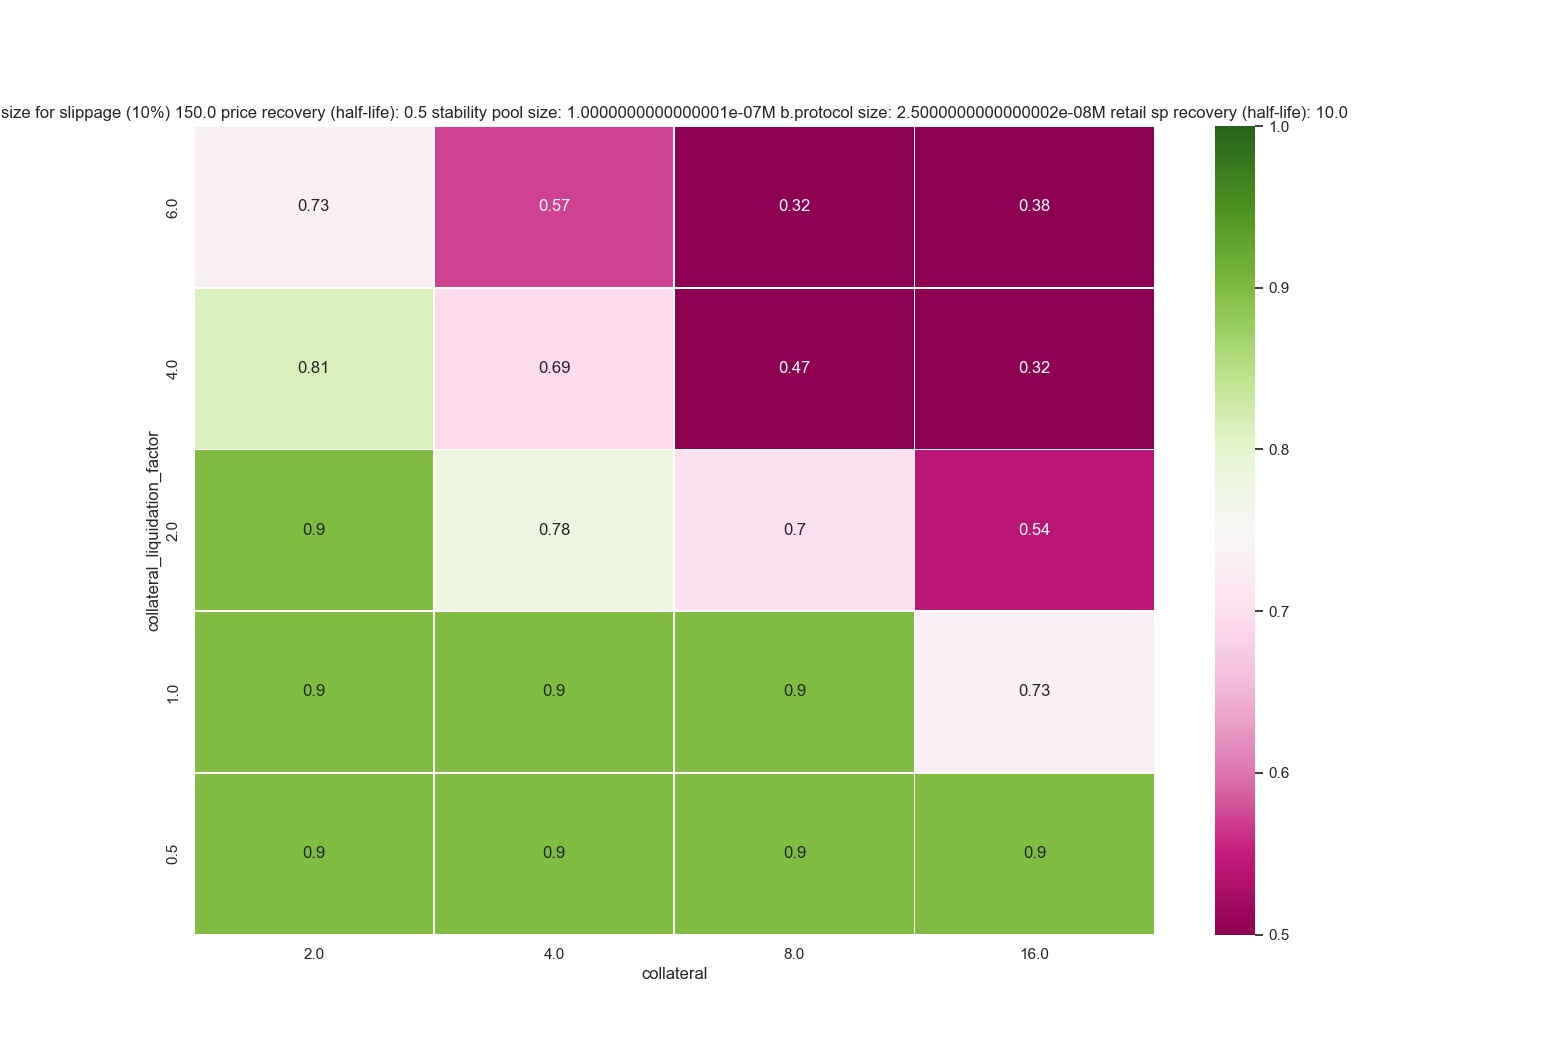 size for slippage (10%) 150.0 price recovery (half-life): 0.5 stability pool size: 1.0000000000000001e-07M b.protocol size: 2.5000000000000002e-08M retail sp recovery (half-life): 10.0
1.0
6.0
0.73 0.57 0.32 0.38
0.9
4.0
0.81 0.69 0.47 0.32
0.8
collateral_liquidation_factor
2.0
0.9 0.78 0.7 0.54
0.7
1.0
0.9 0.9 0.9 0.73
0.6
0.5
0.9 0.9 0.9 0.9
0.5
2.0 4.0 8.0 16.0
collateral